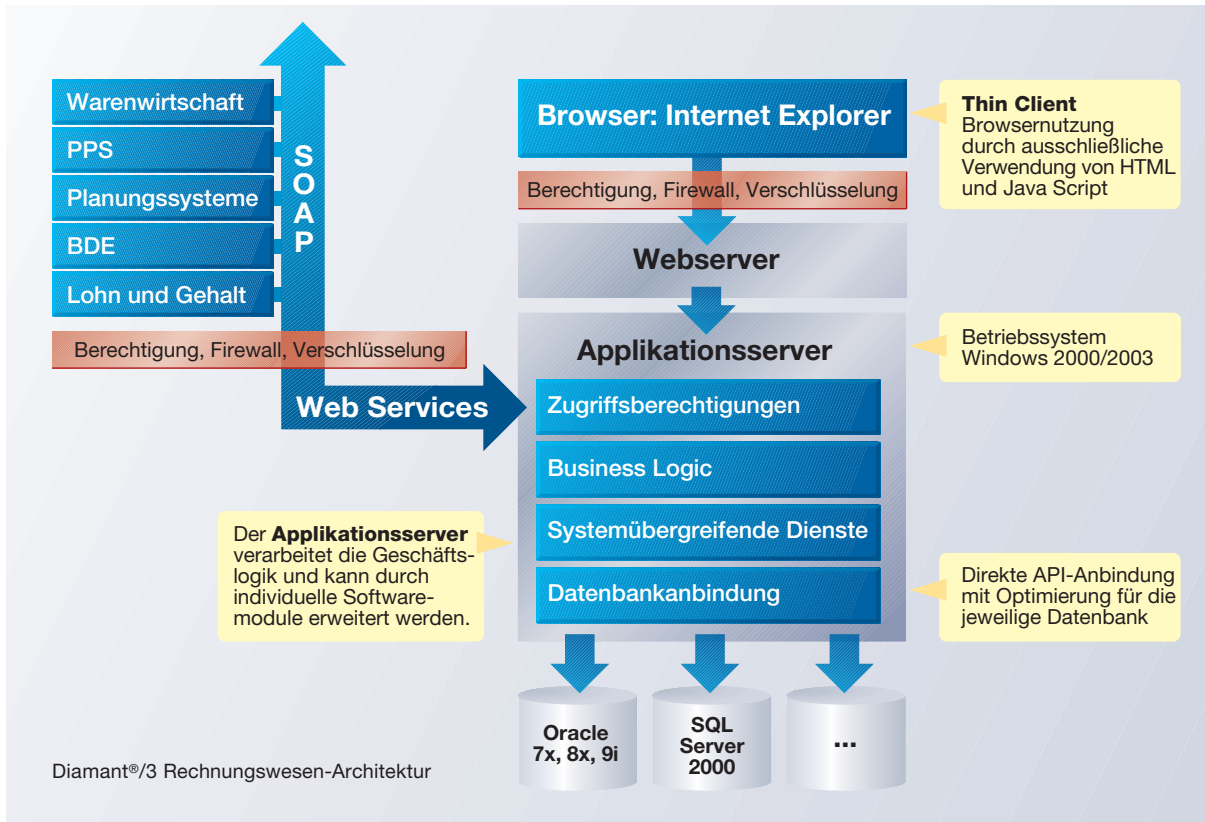 Warenwirtschaft
PPS
Planungssysteme
BDE
Lohn und Gehalt
SOAP
Berechtigung, Firewall, Verschlüsselung
Web Services
Browser: Internet Explorer
Berechtigung, Firewall, Verschlüsselung
Webserver
Applikationsserver
Zugriffsberechtigungen
Business Logic
Systemübergreifende Dienste
Datenbankanbindung
Thin Client
Browsernutzung
durch ausschließliche
Verwendung von HTML
und Java Script
Betriebssystem
Windows 2000/2003
Der Applikationsserver
verarbeitet die Geschäfts-
logik und kann durch
individuelle Software-
module erweitert werden.
Direkte API-Anbindung
mit Optimierung für die
jeweilige Datenbank
Oracle
7x, 8x, 9i
SQL
Server
2000
...
Diamant®/3 Rechnungswesen-Architektur